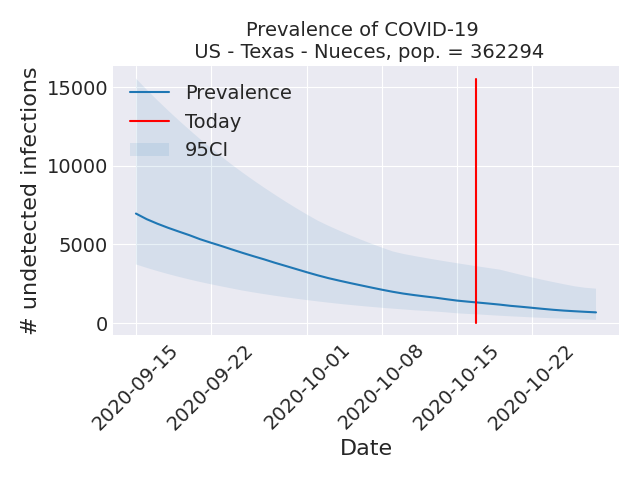 Prevalence of COVID-19
US - Texas - Nueces, pop. = 362294
# undetected infections
15000
10000
5000
0
Prevalence
Today
95CI
2020-09-15
2020-09-22
2020-10-01
2020-10-08
2020-10-15
2020-10-22
Date